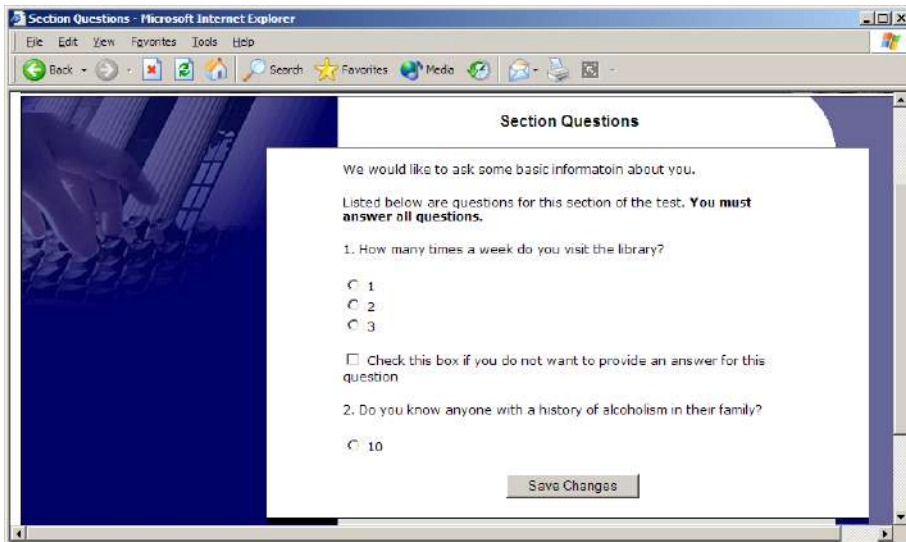 Section Questions - Microsoft Internet Explorer
File Edit View Favorites Tools Help
Back Search Favorites Media
Section Questions
We would like to ask some basic informatoin about you.
Listed below are questions for this section of the test. You must
answer all questions.
1. How many times a week do you visit the library?
1
2
3
Check this box if you do not want to provide an answer for this
question
2. Do you know anyone with a history of alcoholism in their family?
10
Save Changes